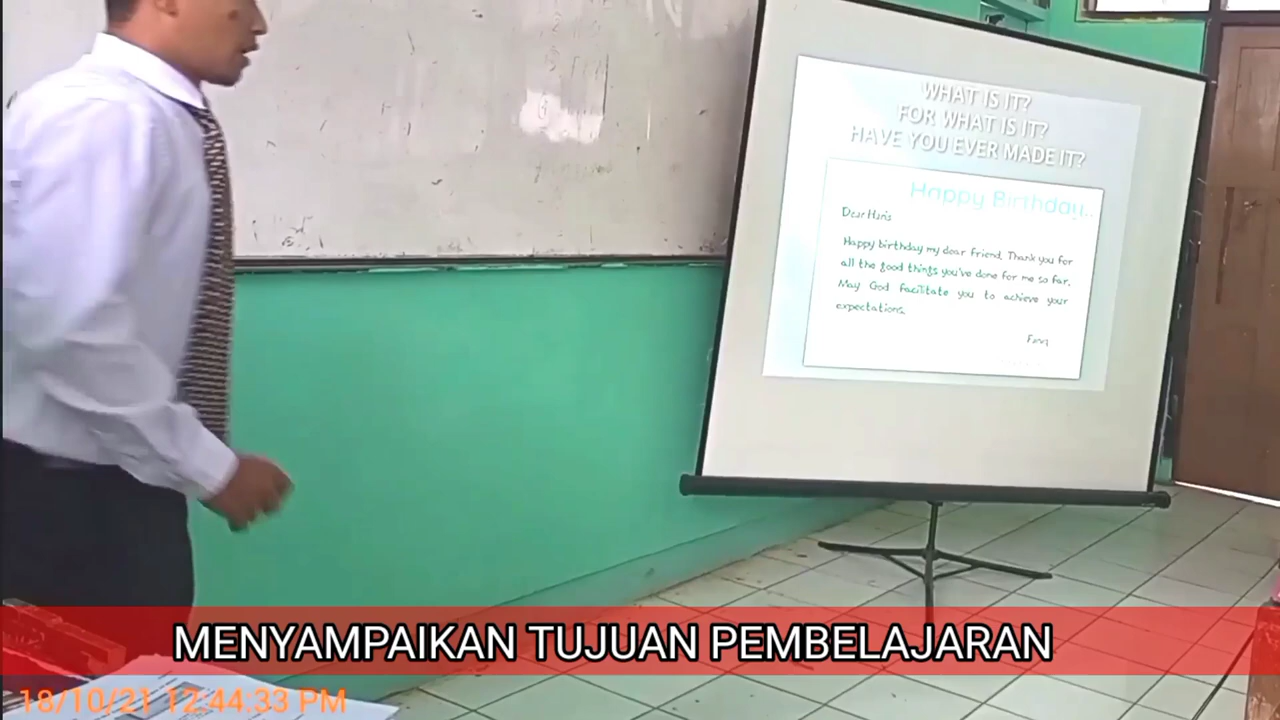 WHAT IS IT?
FOR WHAT IS IT?
HAVE YOU EVER MADE IT?
Happy Birthday..
Dear Haris
Happy birthday my dear friend. Thank you for
all the good things you've done for me so far.
May God facilitate you to achieve your
expectations.
MENYAMPAIKAN TUJUAN PEMBELAJARAN
18/10/21 12:44:33 PM